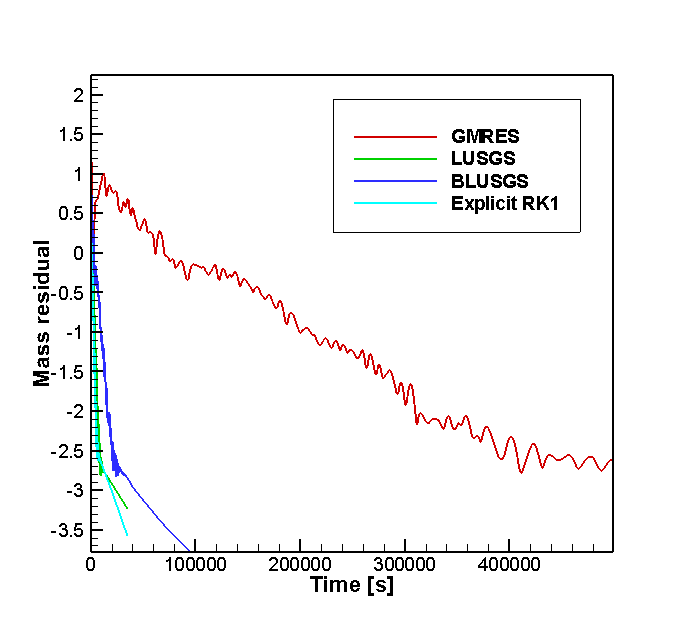 2
1.5
1
0.5
0
-0.5
-1
-1.5
-2
-2.5
-3
-3.5
Mass residual
GMRES
LUSGS
BLUSGS
Explicit RK1
0
100000
200000
300000
400000
Time [s]